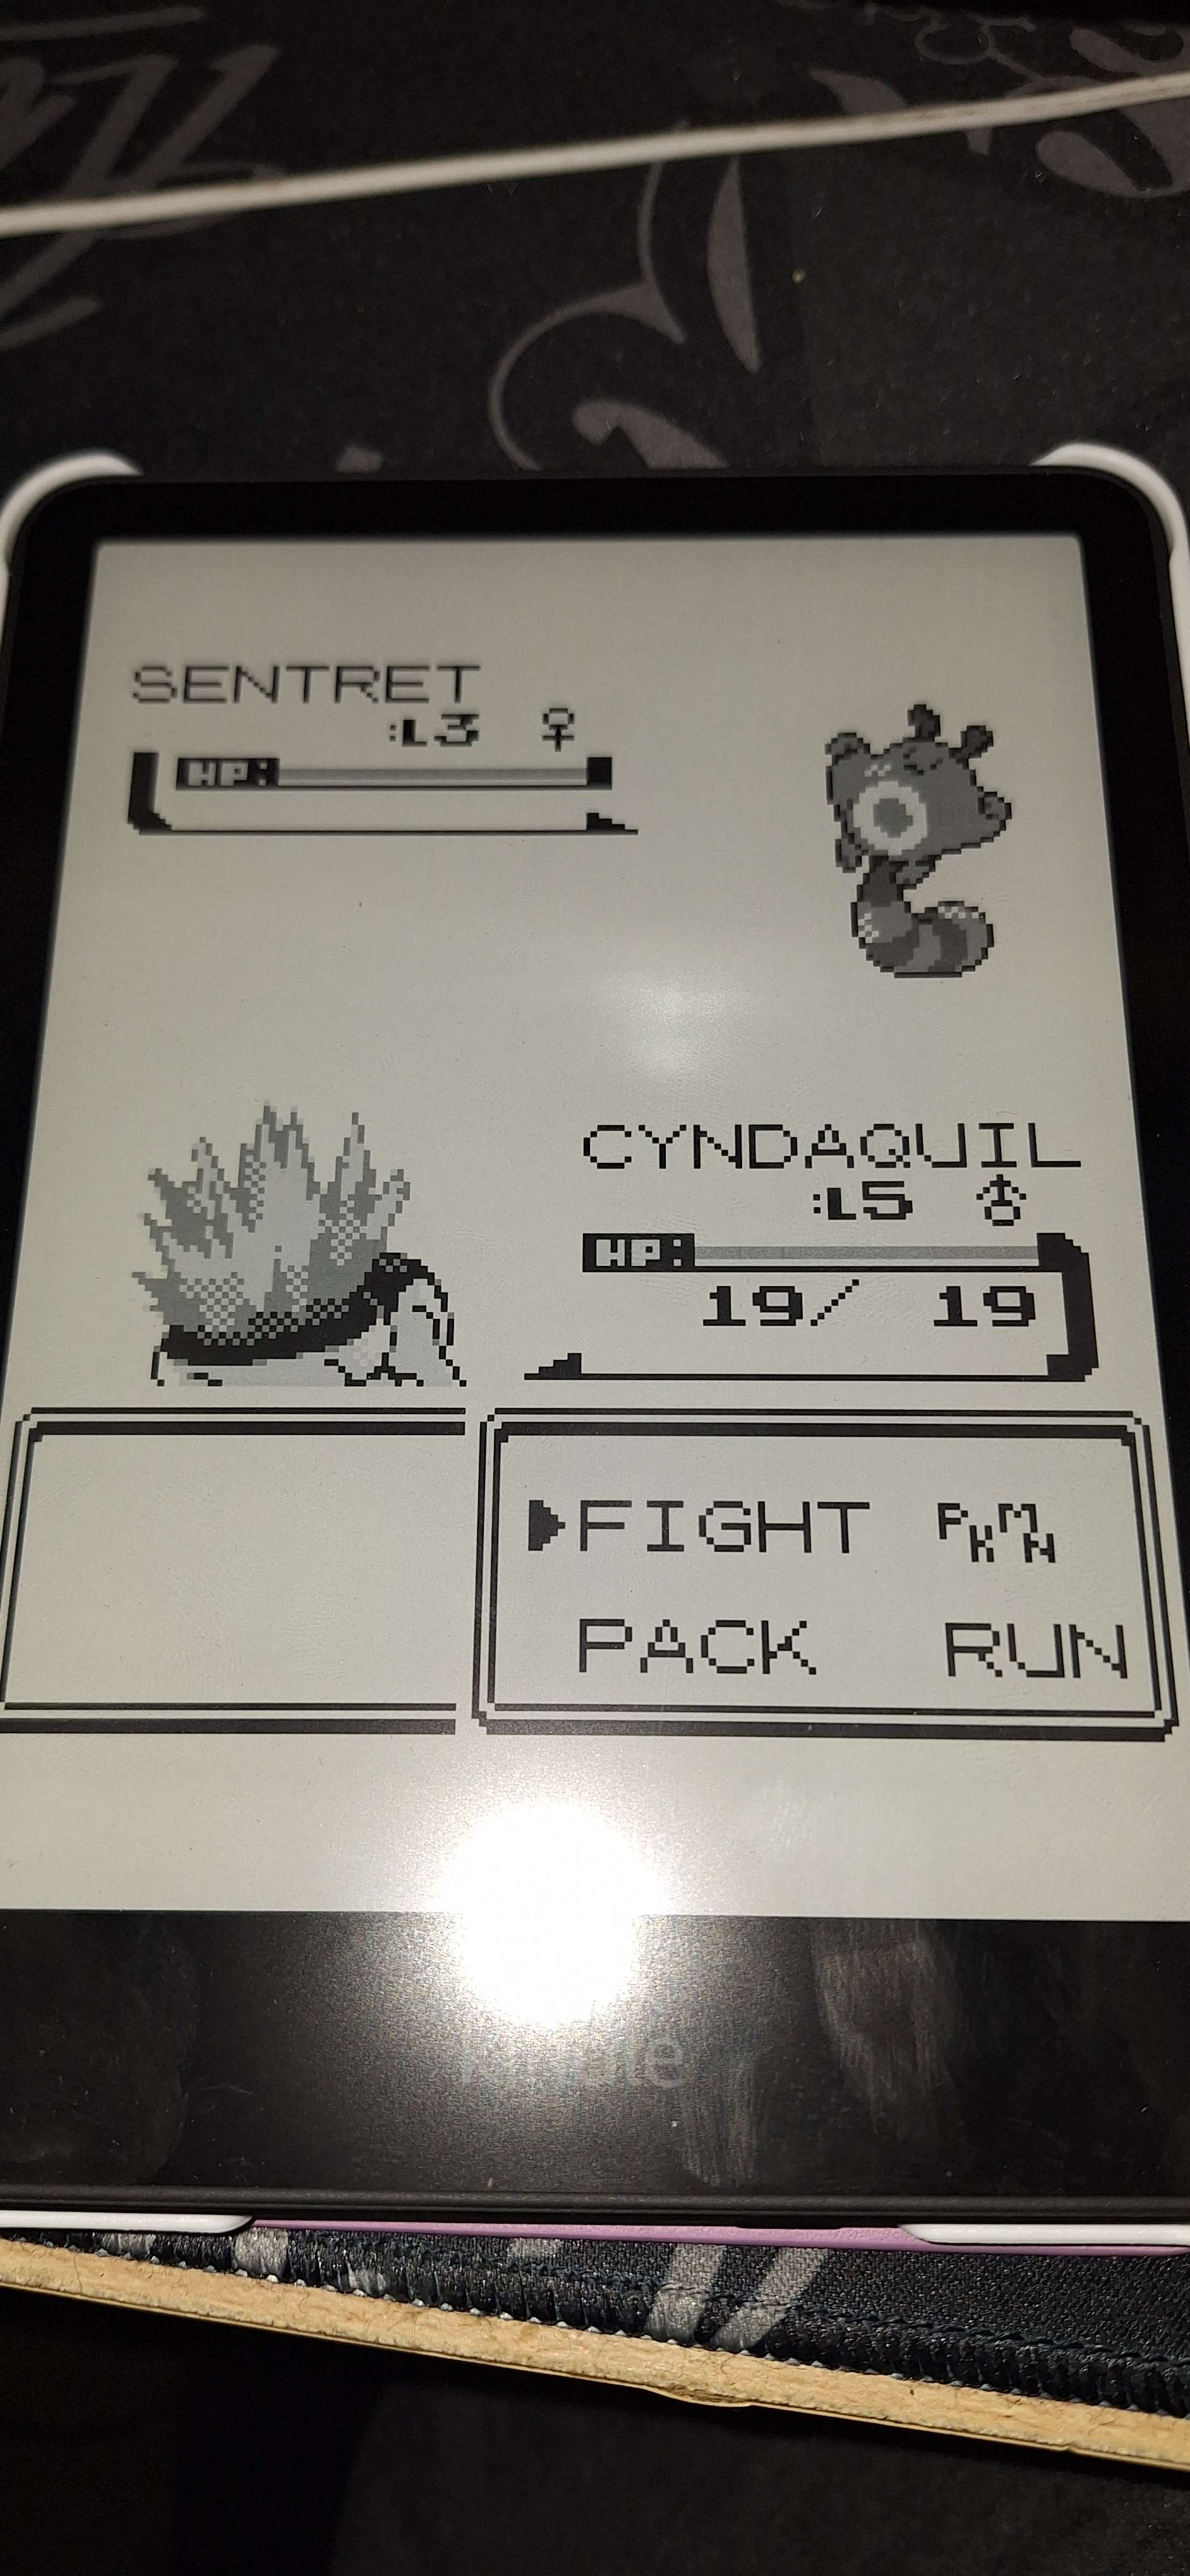 SENTRET
:L3 ♀
HP:
CYNDAQUIL
:L5 ♂
HP:
19/ 19
▶FIGHT PKMN
PACK RUN